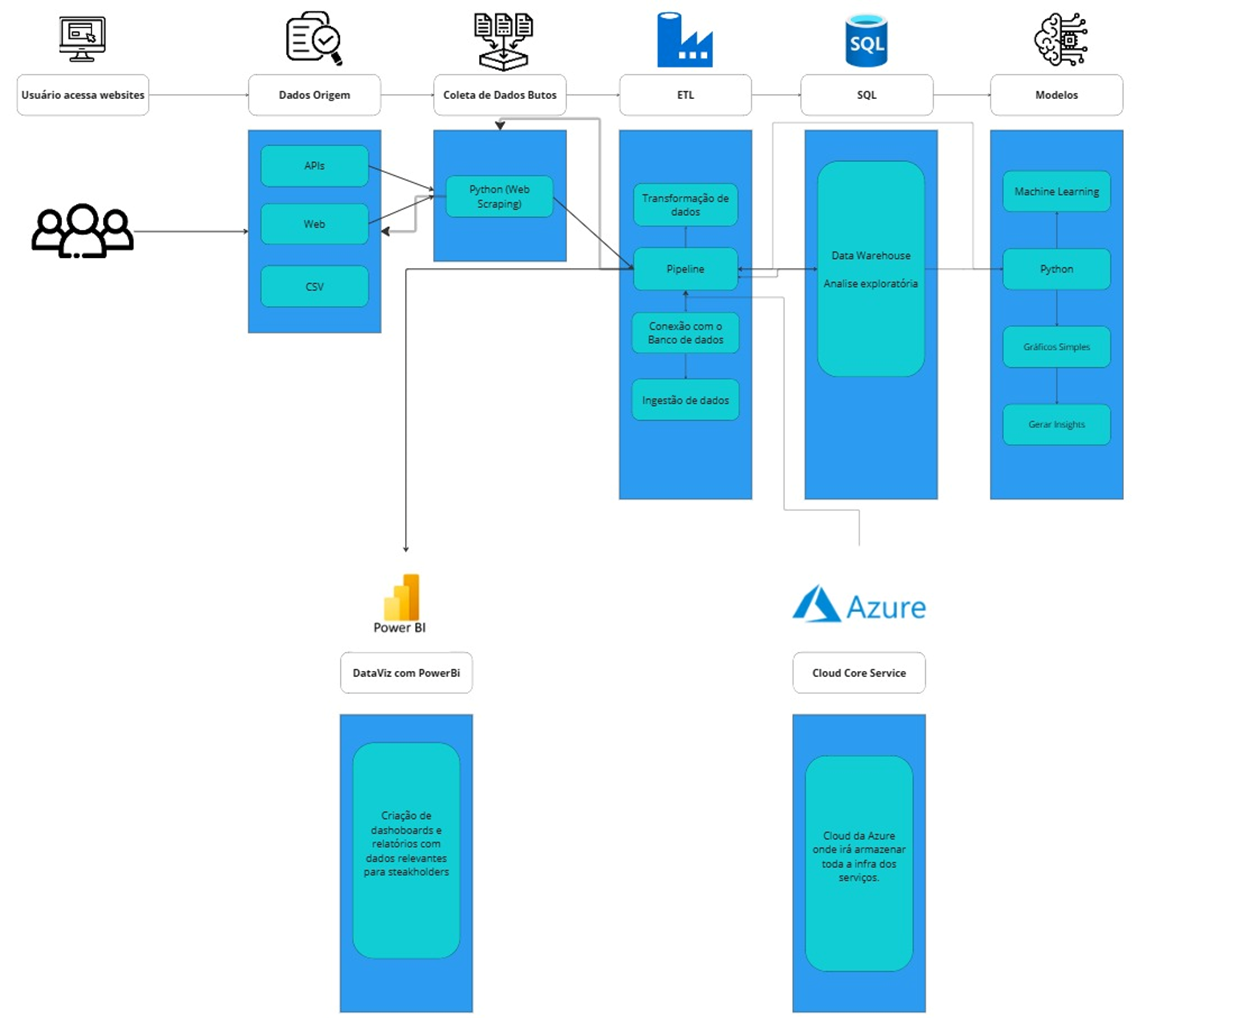 SQL
Usuário acessa websites
Dados Origem
Coleta de Dados Butos
ETL
SQL
Modelos
APIs
Web
CSV
Python (Web
Scraping)
Transformação de
dados
Pipeline
Conexão com o
Banco de dados
Ingestão de dados
Data Warehouse
Analise exploratória
Machine Learning
Python
Gráficos Simples
Gerar Insights
Power BI
DataViz com PowerBi
Criação de
dashoboards e
relatórios com
dados relevantes
para steakholders
Azure
Cloud Core Service
Cloud da Azure
onde irá armazenar
toda a infra dos
serviços.